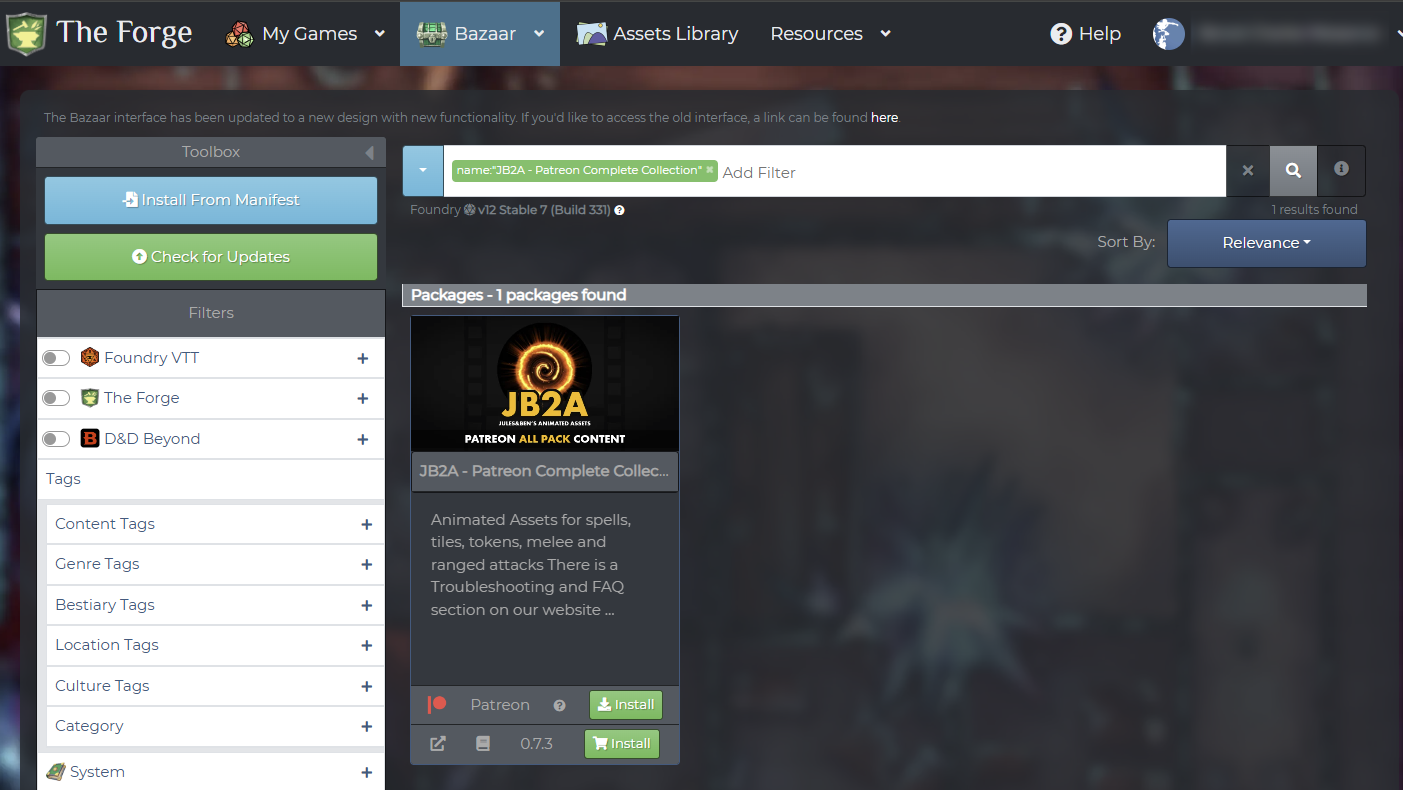 The Forge
My Games
Bazaar
Assets Library
Resources
Help
The Bazaar interface has been updated to a new design with new functionality. If you'd like to access the old interface, a link can be found here.
Toolbox
Install From Manifest
Check for Updates
Filters
Foundry VTT
The Forge
D&D Beyond
Tags
Content Tags
Genre Tags
Bestiary Tags
Location Tags
Culture Tags
Category
System
name:"JB2A - Patreon Complete Collection" Add Filter
Foundry v12 Stable 7 (Build 331)
1 results found
Sort By: Relevance
Packages - 1 packages found
JB2A
JULES&BEN'S ANIMATED ASSETS
PATREON ALL PACK CONTENT
JB2A - Patreon Complete Collec...
Animated Assets for spells,
tiles, tokens, melee and
ranged attacks There is a
Troubleshooting and FAQ
section on our website ...
Patreon Install
0.7.3 Install